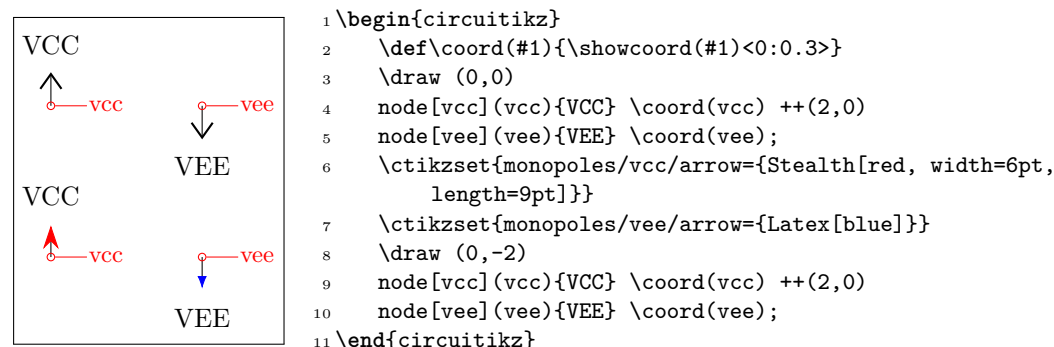 VCC
vcc
vee
VEE
VCC
vcc
vee
VEE
1 \begin{circuitikz}
2     \def\coord(#1){\showcoord(#1)<0:0.3>}
3     \draw (0,0)
4     node[vcc](vcc){VCC} \coord(vcc) ++(2,0)
5     node[vee](vee){VEE} \coord(vee);
6     \ctikzset{monopoles/vcc/arrow={Stealth[red, width=6pt,
length=9pt]}}
7     \ctikzset{monopoles/vee/arrow={Latex[blue]}}
8     \draw (0,-2)
9     node[vcc](vcc){VCC} \coord(vcc) ++(2,0)
10     node[vee](vee){VEE} \coord(vee);
11 \end{circuitikz}